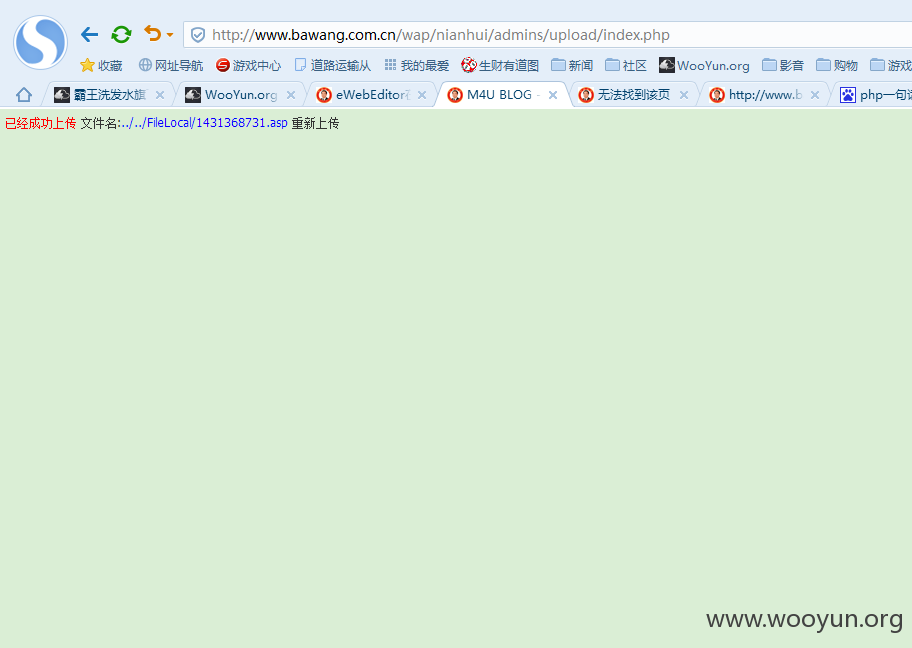 http://www.bawang.com.cn/wap/nianhui/admins/upload/index.php
收藏 网址导航 游戏中心 道路运输从 我的最爱 生财有道图 新闻 社区 WooYun.org 影音 购物 游戏
霸王洗发水旗 WooYun.org eWebEditor M4U BLOG - 无法找到该页 http://www.b php一句
已经成功上传 文件名:../../FileLocal/1431368731.asp 重新上传
www.wooyun.org